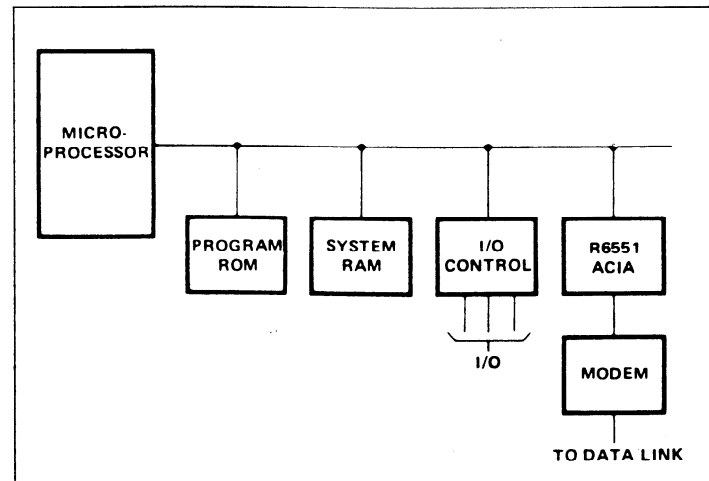 MICRO-
PROCESSOR
PROGRAM
ROM
SYSTEM
RAM
I/O
CONTROL
R6551
ACIA
I/O
MODEM
TO DATA LINK